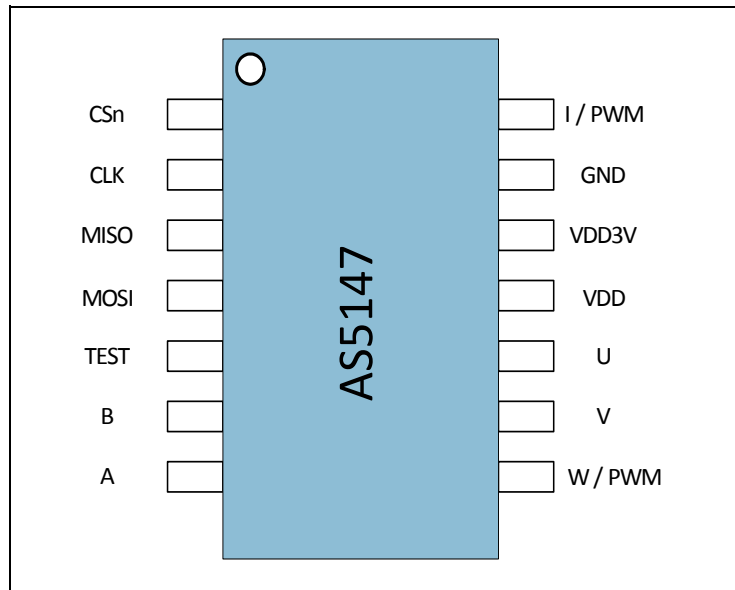 CSn
I / PWM
CLK
GND
MISO
VDD3V
MOSI
VDD
TEST
U
B
V
A
W / PWM
AS5147